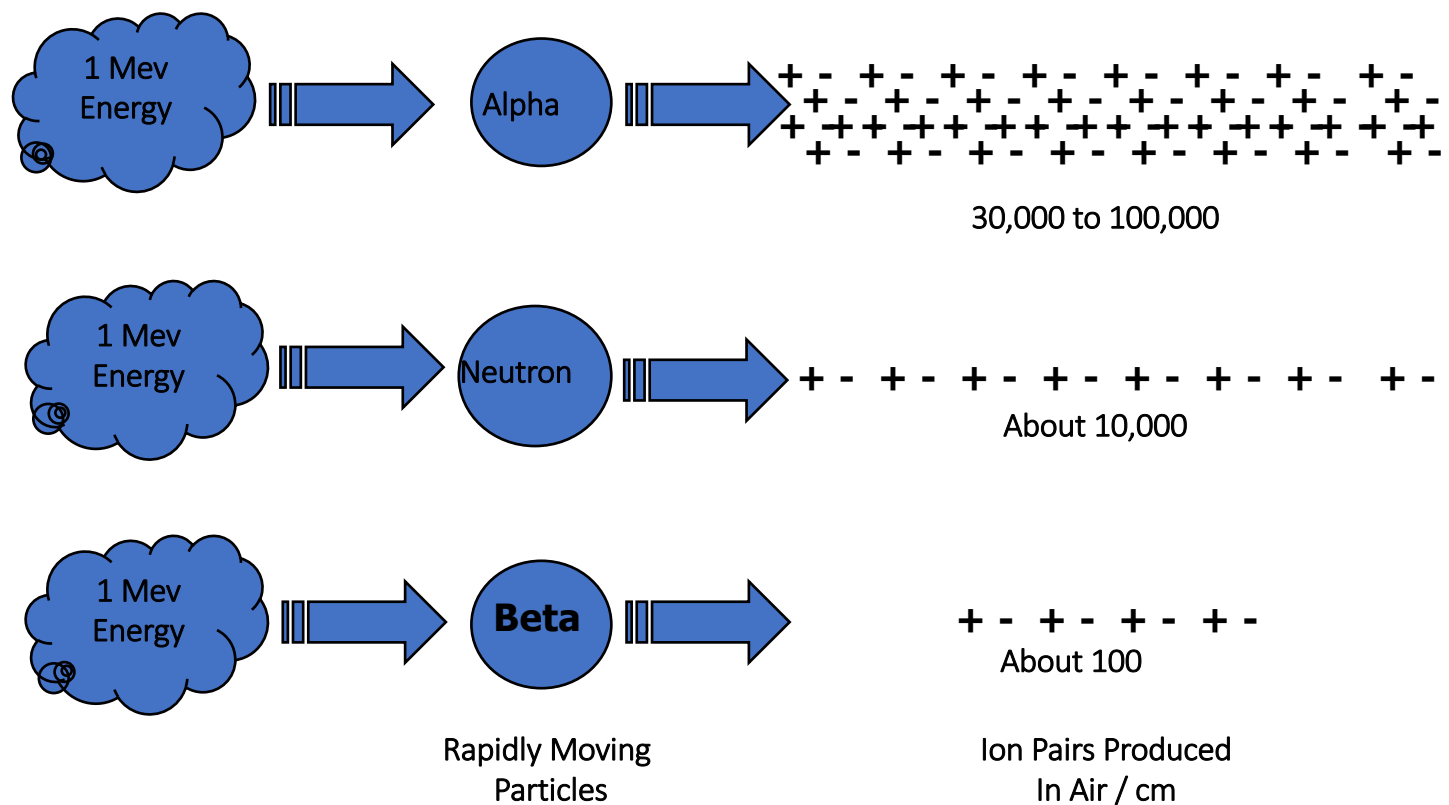 1 Mev
Energy
Alpha
+ - + - + - + - + - + - + - + -
+ - + - + - + - + - + - + - + -
+ - + - + - + - + - + - + - + -
30,000 to 100,000
1 Mev
Energy
Neutron
+ - + - + - + - + - + - + - + -
About 10,000
1 Mev
Energy
Beta
+ - + - + - + -
About 100
Rapidly Moving
Particles
Ion Pairs Produced
In Air / cm